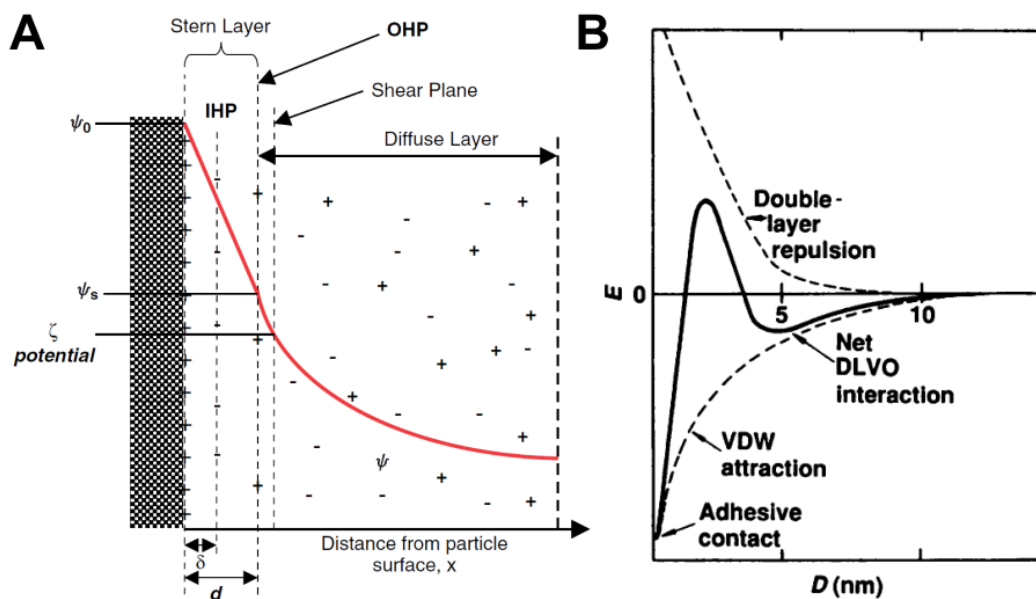 A
Stern Layer
OHP
Shear Plane
IHP
Diffuse Layer
ψ0
ψs
ζ
potential
ψ
Distance from particle
surface, x
δ
d
B
E
0
5
10
Double-
layer
repulsion
Net
DLVO
interaction
VDW
attraction
Adhesive
contact
D (nm)